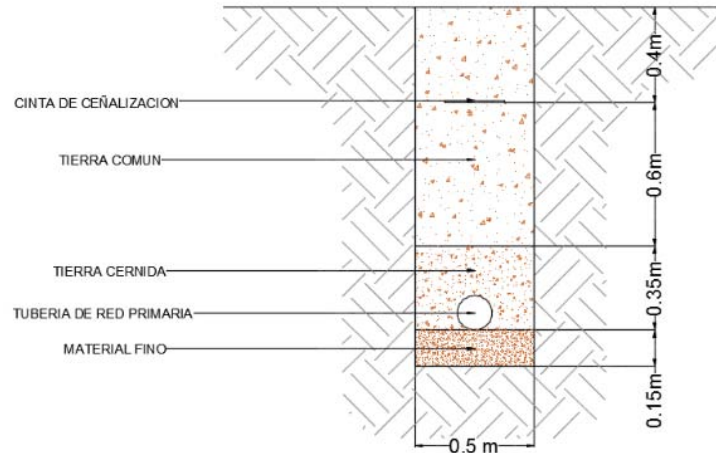 0.4m
CINTA DE CEÑALIZACION
TIERRA COMUN
0.6m
TIERRA CERNIDA
0.35m
TUBERIA DE RED PRIMARIA
MATERIAL FINO
0.15m
0.5 m